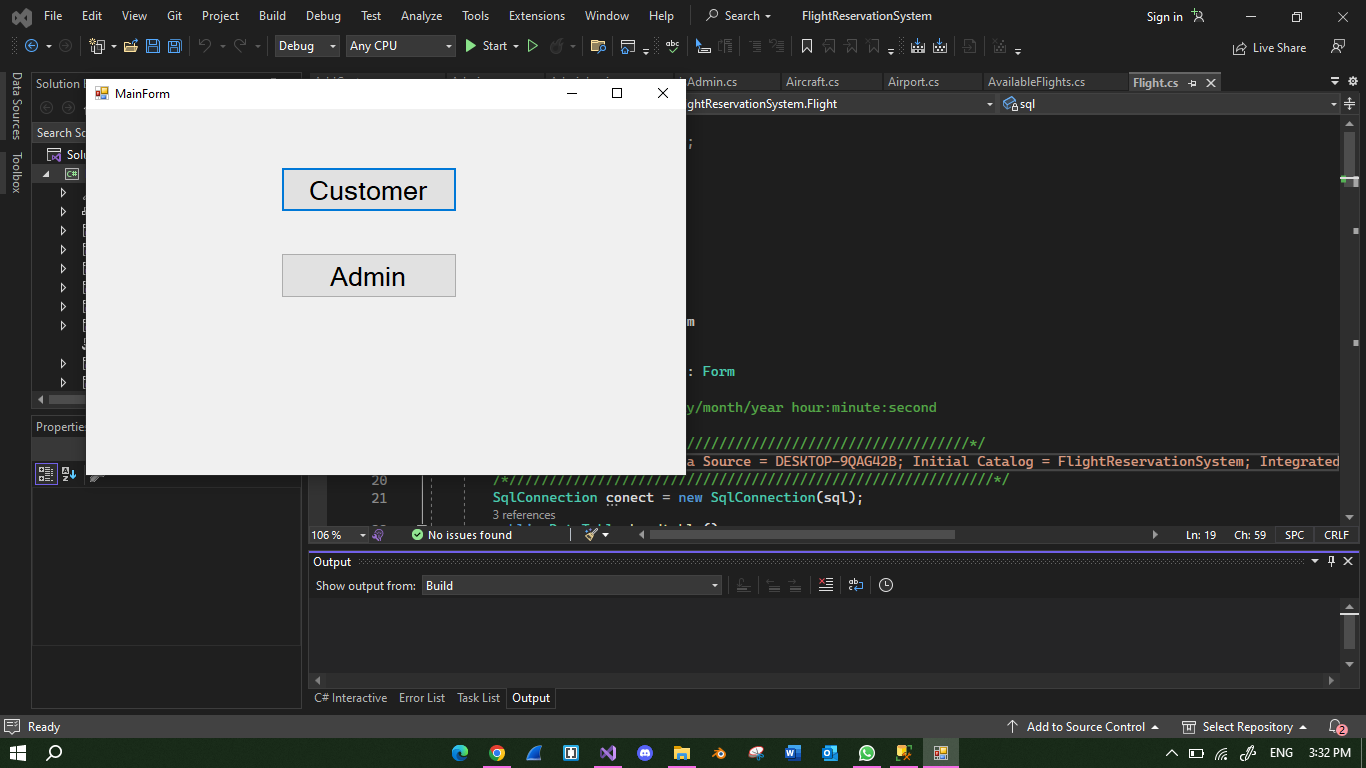 File Edit View Git Project Build Debug Test Analyze Tools Extensions Window Help Search FlightReservationSystem Sign in
Debug Any CPU Start Live Share
Data Sources
Toolbox
Solution
Admin.cs Aircraft.cs Airport.cs AvailableFlights.cs Flight.cs
MainForm
ghtReservationSystem.Flight sql
Search So
;
Solu
C#
Customer
Admin
m
: Form
y/month/year hour:minute:second
Properties
//////////////////////////////////*/
a Source = DESKTOP-9QAG42B; Initial Catalog = FlightReservationSystem; Integrated
20 /*////////////////////////////////////////////////////////////*/
21 SqlConnection conect = new SqlConnection(sql);
3 references
106 % No issues found Ln: 19 Ch: 59 SPC CRLF
Output
Show output from: Build
C# Interactive Error List Task List Output
Ready Add to Source Control Select Repository 2
ENG 3:32 PM